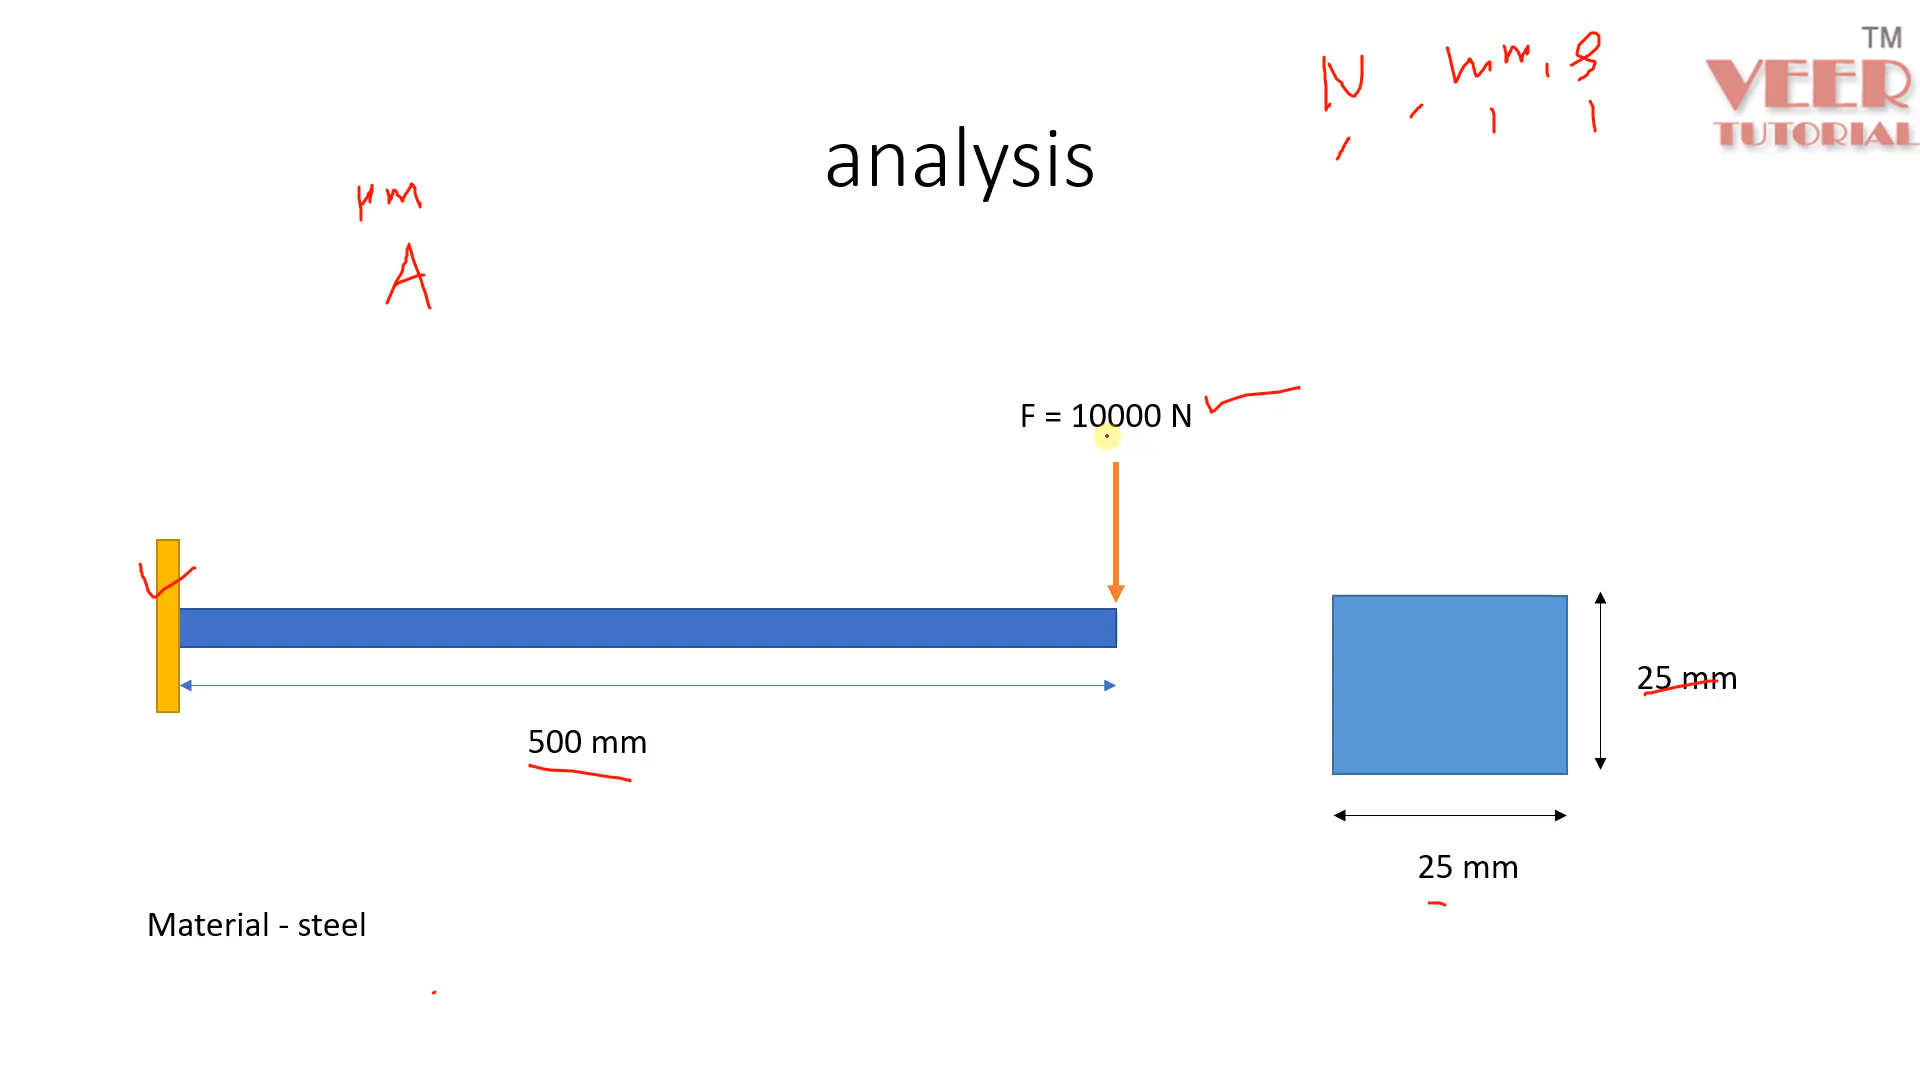 TM
VEER
TUTORIAL
N, mm, S
analysis
μm
A
F = 10000 N
25 mm
500 mm
25 mm
Material - steel